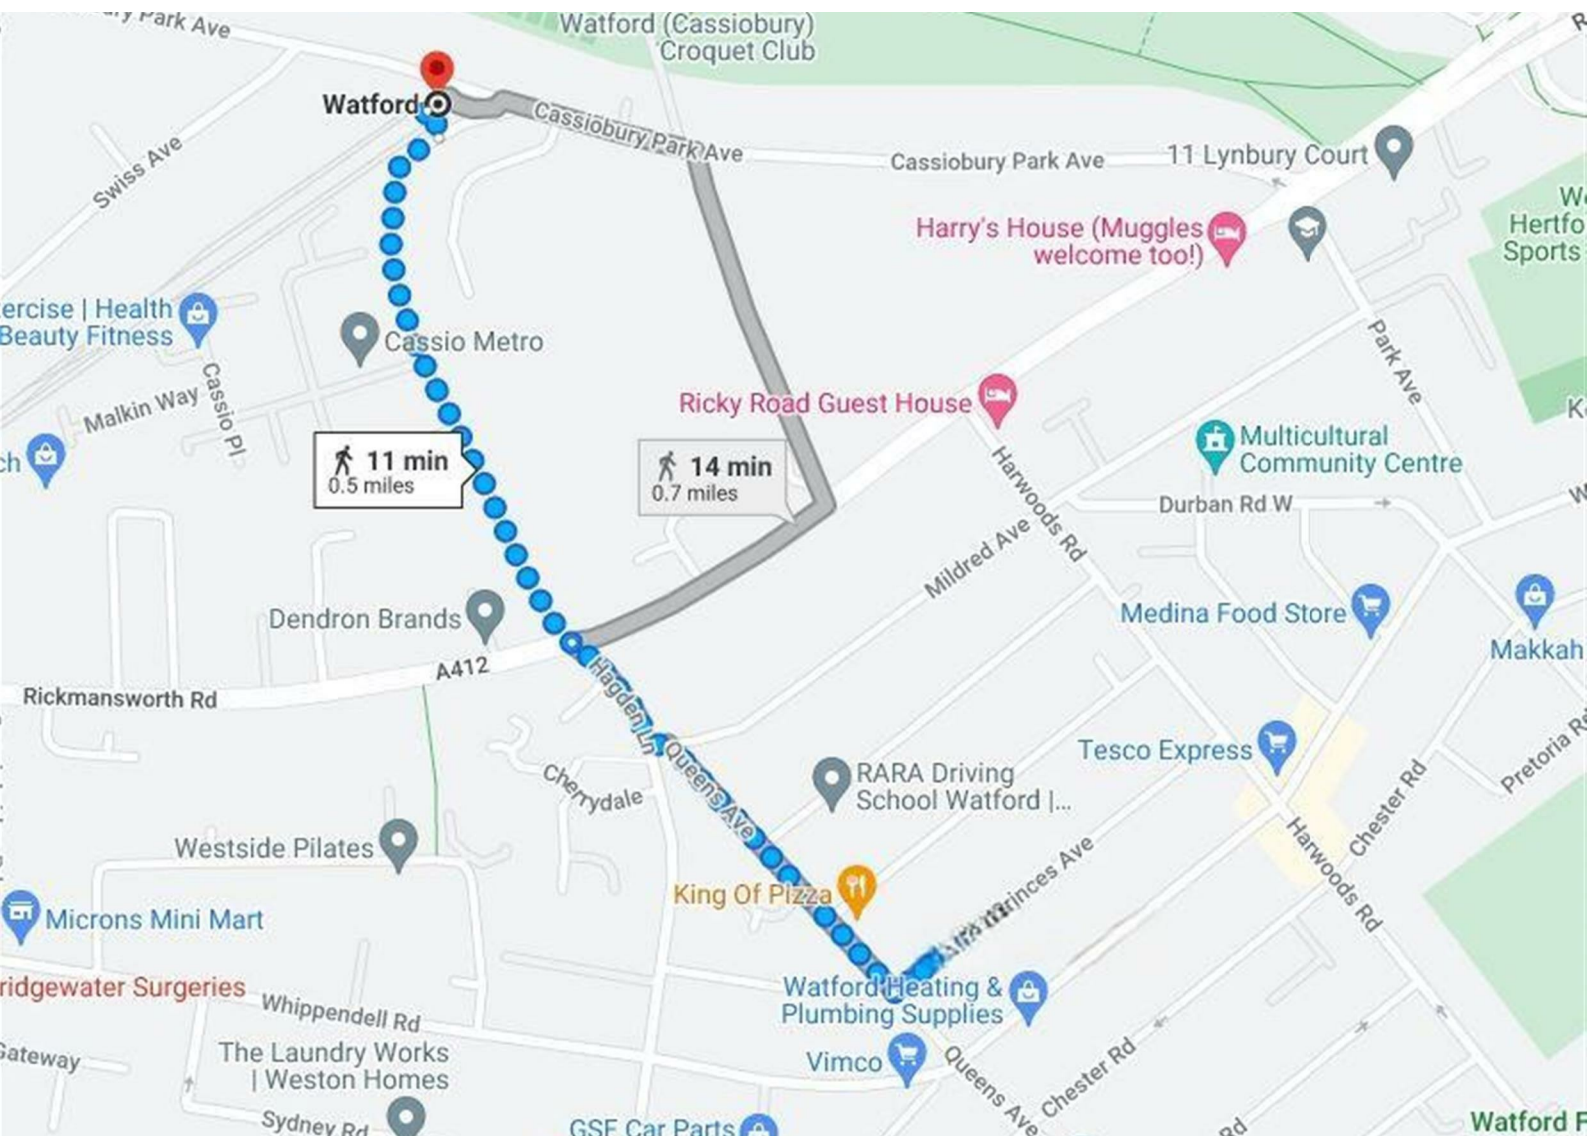 ry Park Ave
Watford (Cassiobury)
Croquet Club
Watford
Cassiobury Park Ave
Cassiobury Park Ave
11 Lynbury Court
Swiss Ave
Harry's House (Muggles
welcome too!)
We
Hertfo
Sports
ercise | Health
Beauty Fitness
Cassio Metro
Park Ave
Cassio Pl
Malkin Way
Ricky Road Guest House
Multicultural
Community Centre
ch
11 min
0.5 miles
14 min
0.7 miles
Harwoods Rd
Durban Rd W
W
Mildred Ave
Dendron Brands
Medina Food Store
Makkah
A412
Rickmansworth Rd
Hagden Ln
Queens Ave
Tesco Express
Pretoria Rd
Cherrydale
RARA Driving
School Watford |...
Chester Rd
Westside Pilates
Harwoods Rd
King Of Pizza
rinces Ave
Microns Mini Mart
ridgewater Surgeries
Watford Heating &
Plumbing Supplies
Whippendell Rd
Gateway
The Laundry Works
| Weston Homes
Vimco
Queens Ave
Chester Rd
Sydney Rd
GSF Car Parts
Rd
Watford F